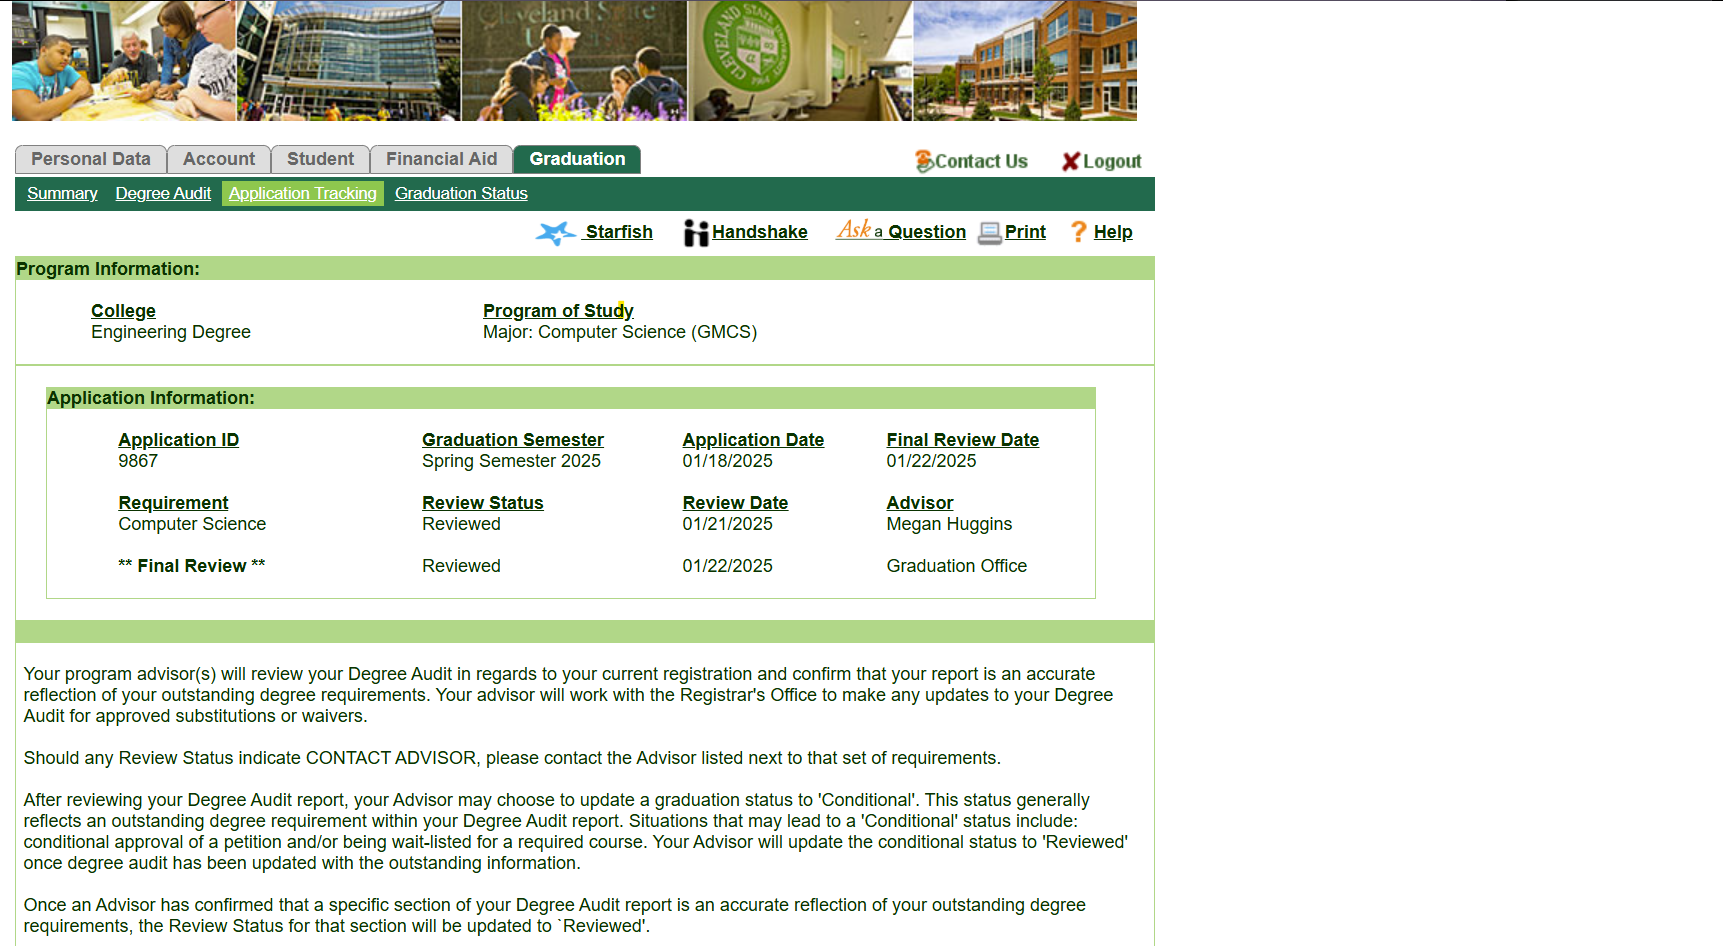 Cleveland State
CLEVELAND STATE UNIVERSITY
1964
Personal Data Account Student Financial Aid Graduation
Contact Us Logout
Summary Degree Audit Application Tracking Graduation Status
Starfish Handshake Ask a Question Print Help
Program Information:
College Program of Study
Engineering Degree Major: Computer Science (GMCS)
Application Information:
Application ID Graduation Semester Application Date Final Review Date
9867 Spring Semester 2025 01/18/2025 01/22/2025
Requirement Review Status Review Date Advisor
Computer Science Reviewed 01/21/2025 Megan Huggins
** Final Review ** Reviewed 01/22/2025 Graduation Office
Your program advisor(s) will review your Degree Audit in regards to your current registration and confirm that your report is an accurate
reflection of your outstanding degree requirements. Your advisor will work with the Registrar's Office to make any updates to your Degree
Audit for approved substitutions or waivers.
Should any Review Status indicate CONTACT ADVISOR, please contact the Advisor listed next to that set of requirements.
After reviewing your Degree Audit report, your Advisor may choose to update a graduation status to 'Conditional'. This status generally
reflects an outstanding degree requirement within your Degree Audit report. Situations that may lead to a 'Conditional' status include:
conditional approval of a petition and/or being wait-listed for a required course. Your Advisor will update the conditional status to 'Reviewed'
once degree audit has been updated with the outstanding information.
Once an Advisor has confirmed that a specific section of your Degree Audit report is an accurate reflection of your outstanding degree
requirements, the Review Status for that section will be updated to `Reviewed'.